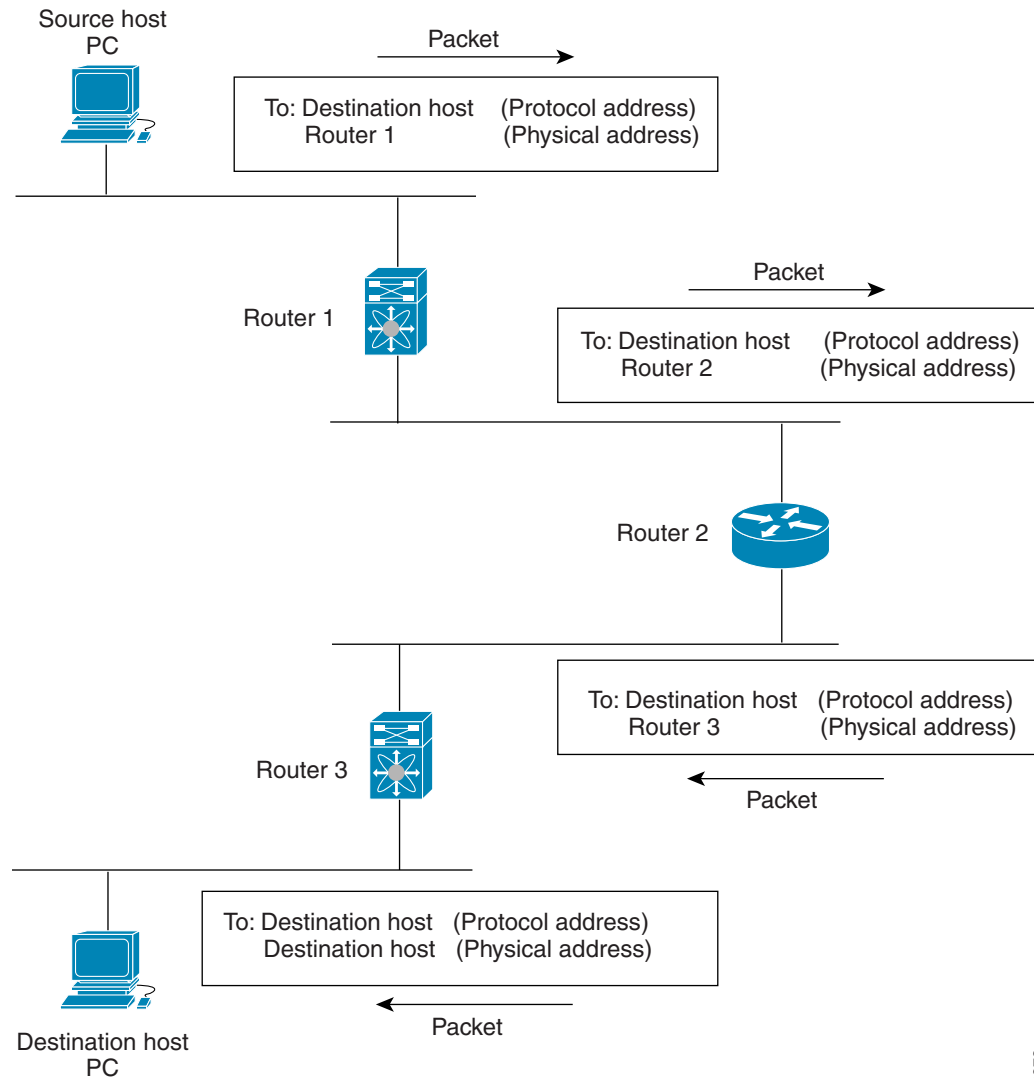 Source host
PC
Packet
To: Destination host (Protocol address)
Router 1 (Physical address)
Router 1
Packet
To: Destination host (Protocol address)
Router 2 (Physical address)
Router 2
To: Destination host (Protocol address)
Router 3 (Physical address)
Router 3
Packet
To: Destination host (Protocol address)
Destination host (Physical address)
Packet
Destination host
PC